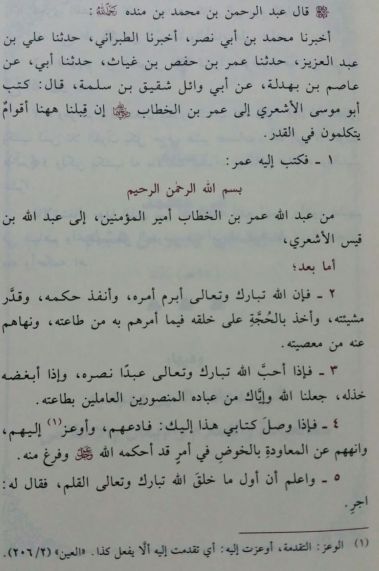 قال عبد الرحمن بن محمد بن منده رحمه الله:
أخبرنا محمد بن أبي نصر، أخبرنا الطبراني، حدثنا علي بن
عبد العزيز، حدثنا عمر بن حفص بن غياث، حدثنا أبي، عن
عاصم بن بهدلة، عن أبي وائل شقيق بن سلمة، قال: كتب
أبو موسى الأشعري إلى عمر بن الخطاب رضي الله عنه إن قِبلنا ههنا أقوامٌ
يتكلمون في القدر.
١ ـ فكتب إليه عمر:
بسم الله الرحمٰن الرحيم
من عبد الله عمر بن الخطاب أمير المؤمنين، إلى عبد الله بن
قيس الأشعري،
أما بعد؛
٢ ـ فإن الله تبارك وتعالى أبرم أمره، وأنفذ حكمه، وقدَّر
مشيئته، وأخذ بالحُجَّةِ على خلقه فيما أمرهم به من طاعته، ونهاهم
عنه من معصيته.
٣ ـ فإذا أحبَّ الله تبارك وتعالى عبدًا نصره، وإذا أبغضه
خذله، جعلنا الله وإيَّاك من عباده المنصورين العاملين بطاعته.
٤ ـ فإذا وصلَ كتابي هذا إليك: فادعهم، وأوعز(١) إليهم،
وانههم عن المعاودةِ بالخوضِ في أمرٍ قد أحكمه الله عز وجل وفرغ منه.
٥ ـ واعلم أن أول ما خلقَ الله تبارك وتعالى القلم، فقال له:
اجرِ.
(١) الوعز: التقدمة، أوعزت إليه: أي تقدمت إليه ألَّا يفعل كذا. «العين» (٢٠٦/٢).